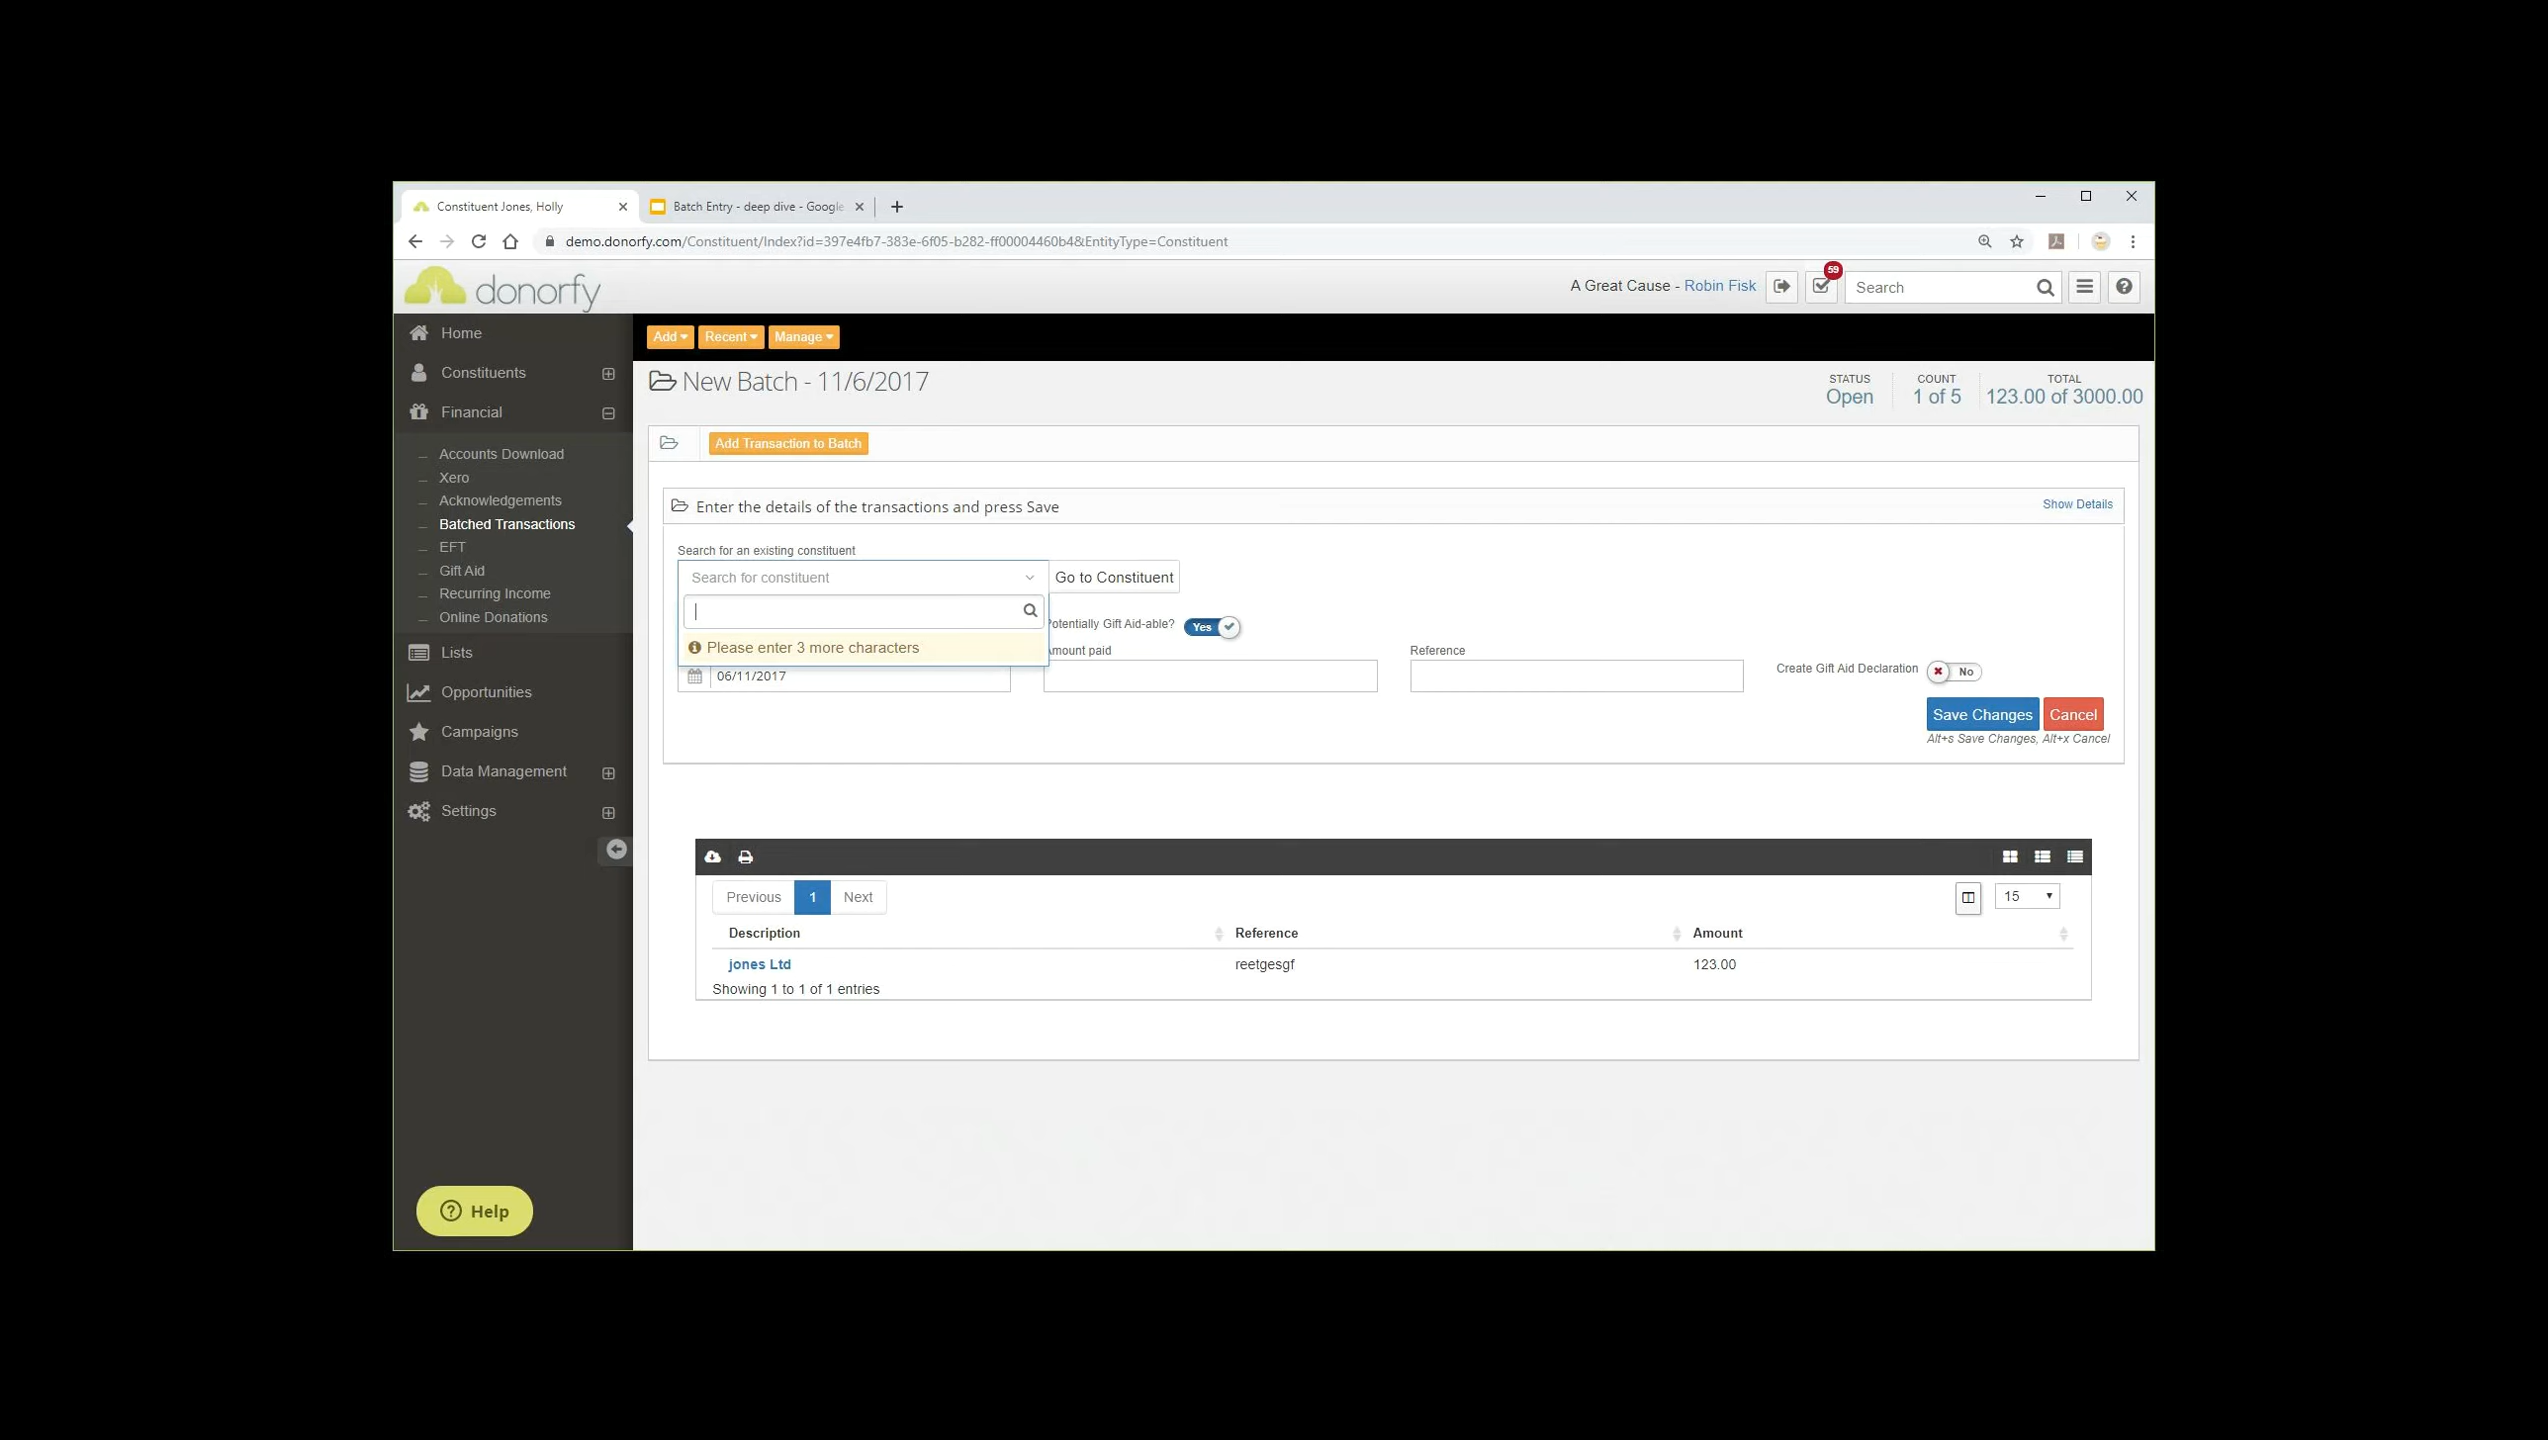 Constituent Jones, Holly
Batch Entry - deep dive - Google
demo.donorfy.com/Constituent/Index?id=397e4fb7-383e-6f05-b282-ff00004460b4&EntityType=Constituent
donorfy
A Great Cause - Robin Fisk
59
Search
Home
Constituents
Financial
Accounts Download
Xero
Acknowledgements
Batched Transactions
EFT
Gift Aid
Recurring Income
Online Donations
Lists
Opportunities
Campaigns
Data Management
Settings
Help
Add
Recent
Manage
New Batch - 11/6/2017
STATUS
Open
COUNT
1 of 5
TOTAL
123.00 of 3000.00
Add Transaction to Batch
Enter the details of the transactions and press Save
Show Details
Search for an existing constituent
Search for constituent
Go to Constituent
Please enter 3 more characters
otentially Gift Aid-able?
Yes
mount paid
Reference
06/11/2017
Create Gift Aid Declaration
No
Save Changes
Cancel
Alt+s Save Changes, Alt+x Cancel
Previous
1
Next
15
Description
Reference
Amount
jones Ltd
reetgesgf
123.00
Showing 1 to 1 of 1 entries